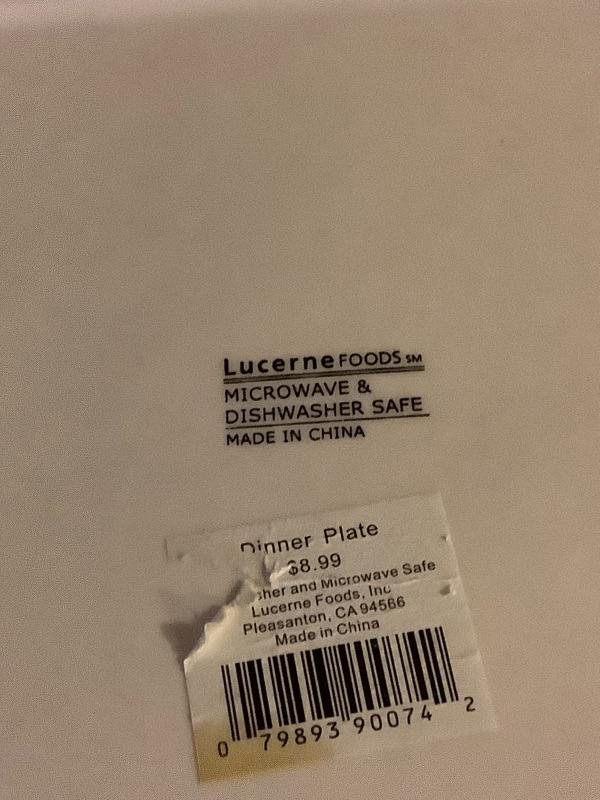 Lucerne FOODS SM
MICROWAVE &
DISHWASHER SAFE
MADE IN CHINA
Dinner Plate
$8.99
sher and Microwave Safe
Lucerne Foods, Inc
Pleasanton, CA 94566
Made in China
0 79893 90074 2